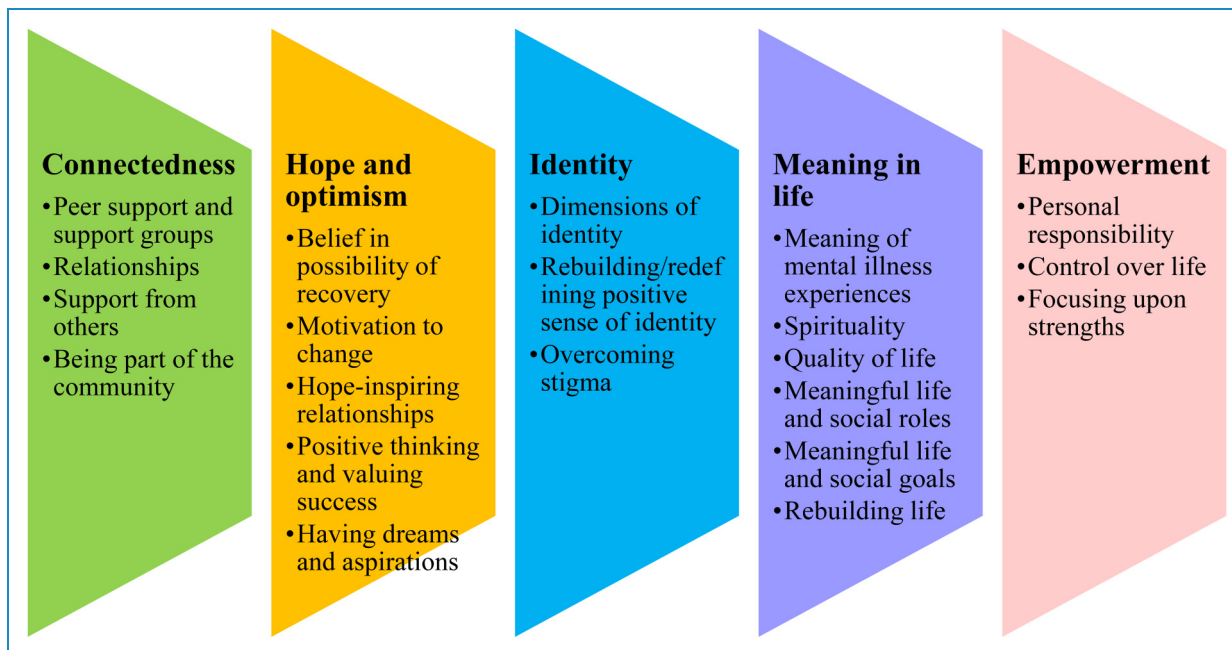 Connectedness
•Peer support and
support groups
•Relationships
•Support from
others
•Being part of the
community
Hope and
optimism
•Belief in
possibility of
recovery
•Motivation to
change
•Hope-inspiring
relationships
•Positive thinking
and valuing
success
•Having dreams
and aspirations
Identity
•Dimensions of
identity
•Rebuilding/redef
ining positive
sense of identity
•Overcoming
stigma
Meaning in
life
•Meaning of
mental illness
experiences
•Spirituality
•Quality of life
•Meaningful life
and social roles
•Meaningful life
and social goals
•Rebuilding life
Empowerment
•Personal
responsibility
•Control over life
•Focusing upon
strengths